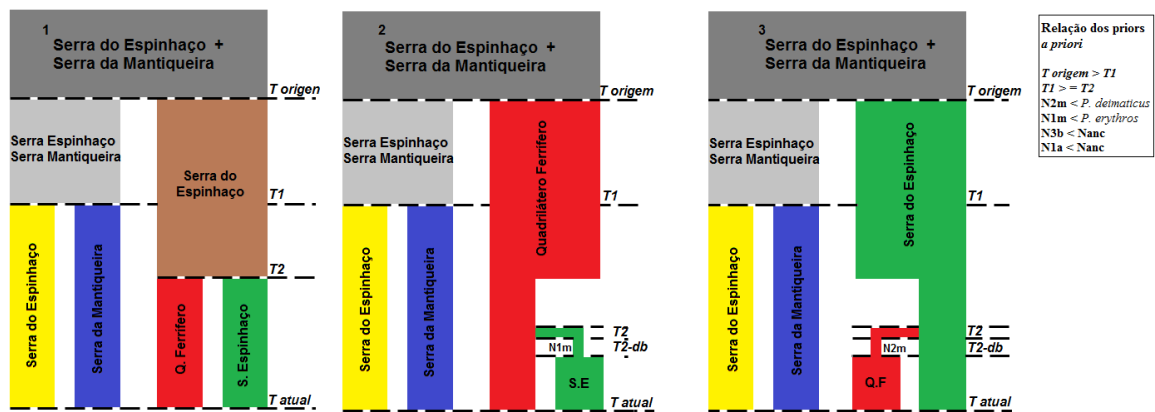 1
Serra do Espinhaço +
Serra da Mantiqueira
T origen
Serra Espinhaço
Serra Mantiqueira
Serra do
Espinhaço
T1
Serra do Espinhaço
Serra da Mantiqueira
T2
Q. Ferrífero
S. Espinhaço
T atual
2
Serra do Espinhaço +
Serra da Mantiqueira
T origem
Serra Espinhaço
Serra Mantiqueira
Quadrilátero Ferrífero
T1
Serra do Espinhaço
Serra da Mantiqueira
T2
N1m
T2-db
S.E
T atual
3
Serra do Espinhaço +
Serra da Mantiqueira
T origem
Serra Espinhaço
Serra Mantiqueira
Serra do Espinhaço
T1
Serra do Espinhaço
Serra da Mantiqueira
T2
N2m
T2-db
Q.F
T atual
Relação dos priors
a priori
T origem > T1
T1 > = T2
N2m < P. deimaticus
N1m < P. erythros
N3b < Nanc
N1a < Nanc